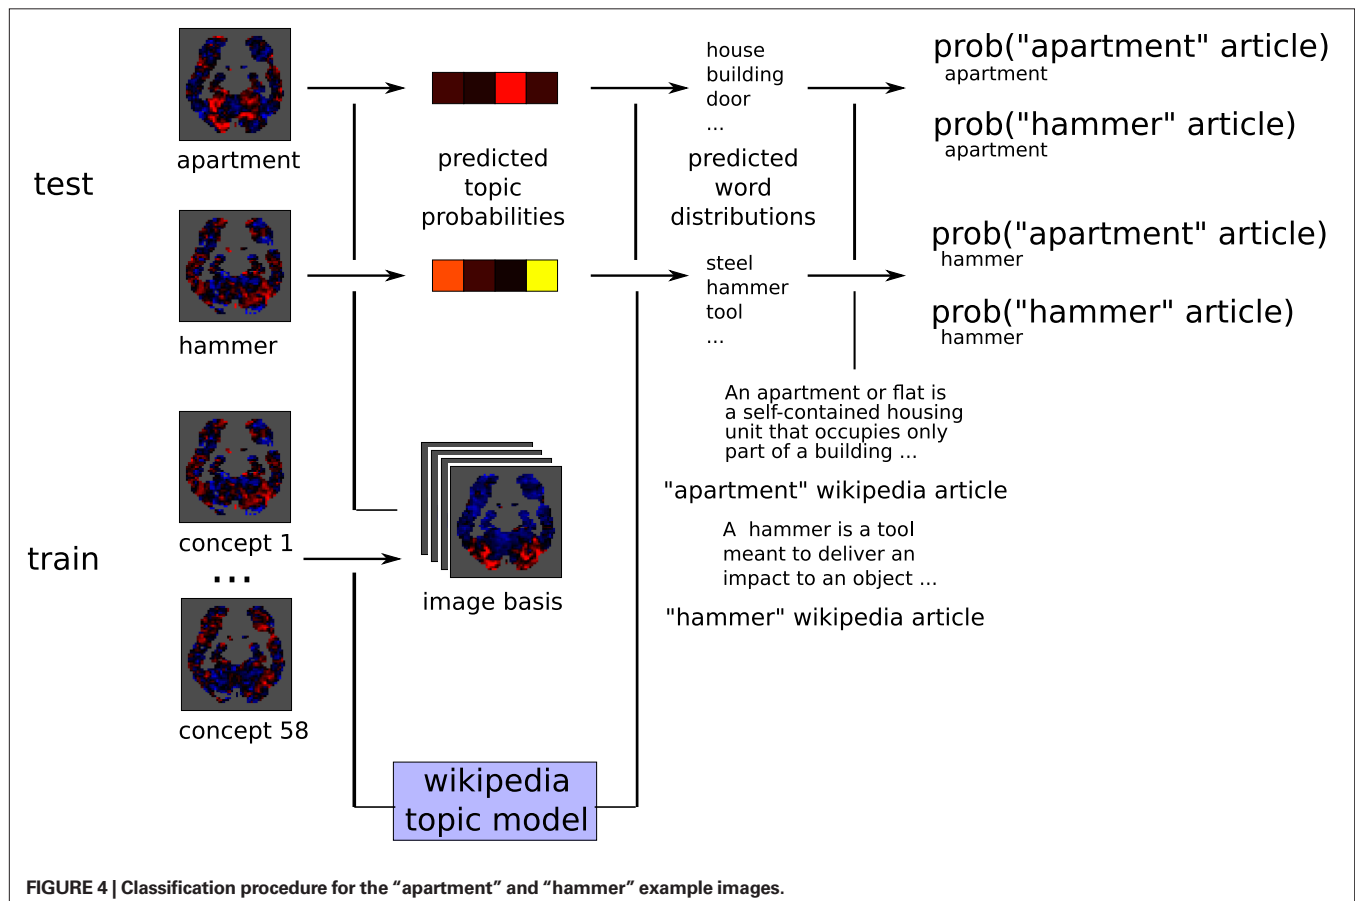 test
apartment
predicted
topic
probabilities
house
building
door
...
predicted
word
distributions
prob("apartment" article)
apartment
prob("hammer" article)
apartment
hammer
steel
hammer
tool
...
prob("apartment" article)
hammer
prob("hammer" article)
hammer
An apartment or flat is
a self-contained housing
unit that occupies only
part of a building ...
"apartment" wikipedia article
A hammer is a tool
meant to deliver an
impact to an object ...
"hammer" wikipedia article
train
concept 1
...
concept 58
image basis
wikipedia
topic model
FIGURE 4 | Classification procedure for the “apartment” and “hammer” example images.